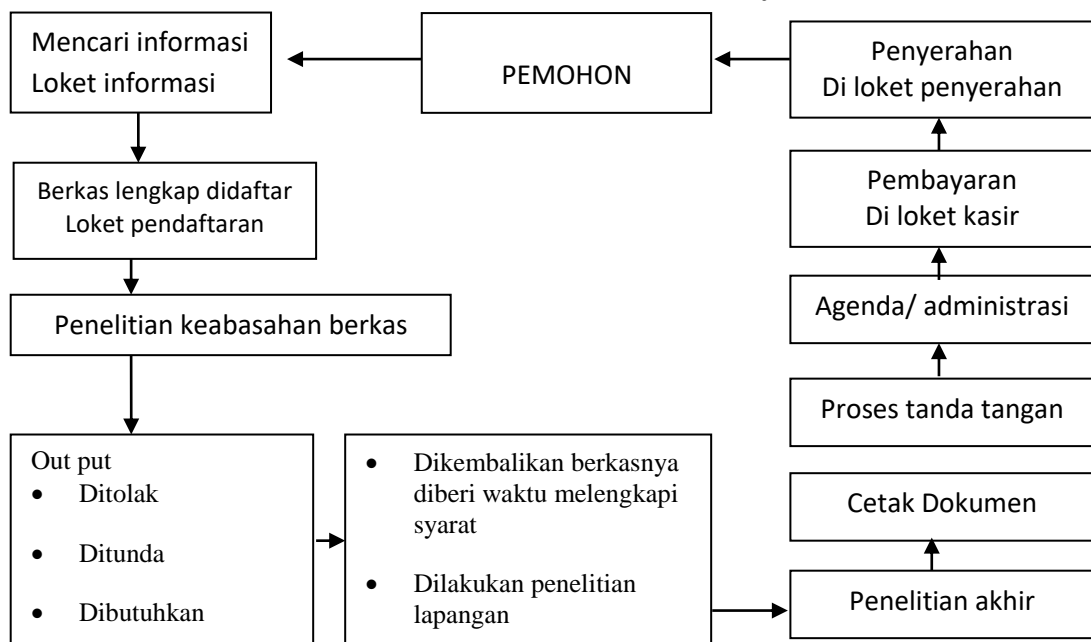 Mencari informasi
Loket informasi
PEMOHON
Penyerahan
Di loket penyerahan
Berkas lengkap didaftar
Loket pendaftaran
Pembayaran
Di loket kasir
Penelitian keabasahan berkas
Agenda/ administrasi
Proses tanda tangan
Out put
• Ditolak
• Ditunda
• Dibutuhkan
• Dikembalikan berkasnya
diberi waktu melengkapi
syarat
• Dilakukan penelitian
lapangan
Cetak Dokumen
Penelitian akhir